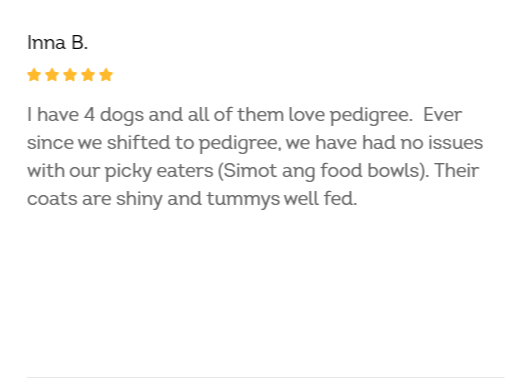 Inna B.
I have 4 dogs and all of them love pedigree.  Ever
since we shifted to pedigree, we have had no issues
with our picky eaters (Simot ang food bowls). Their
coats are shiny and tummys well fed.